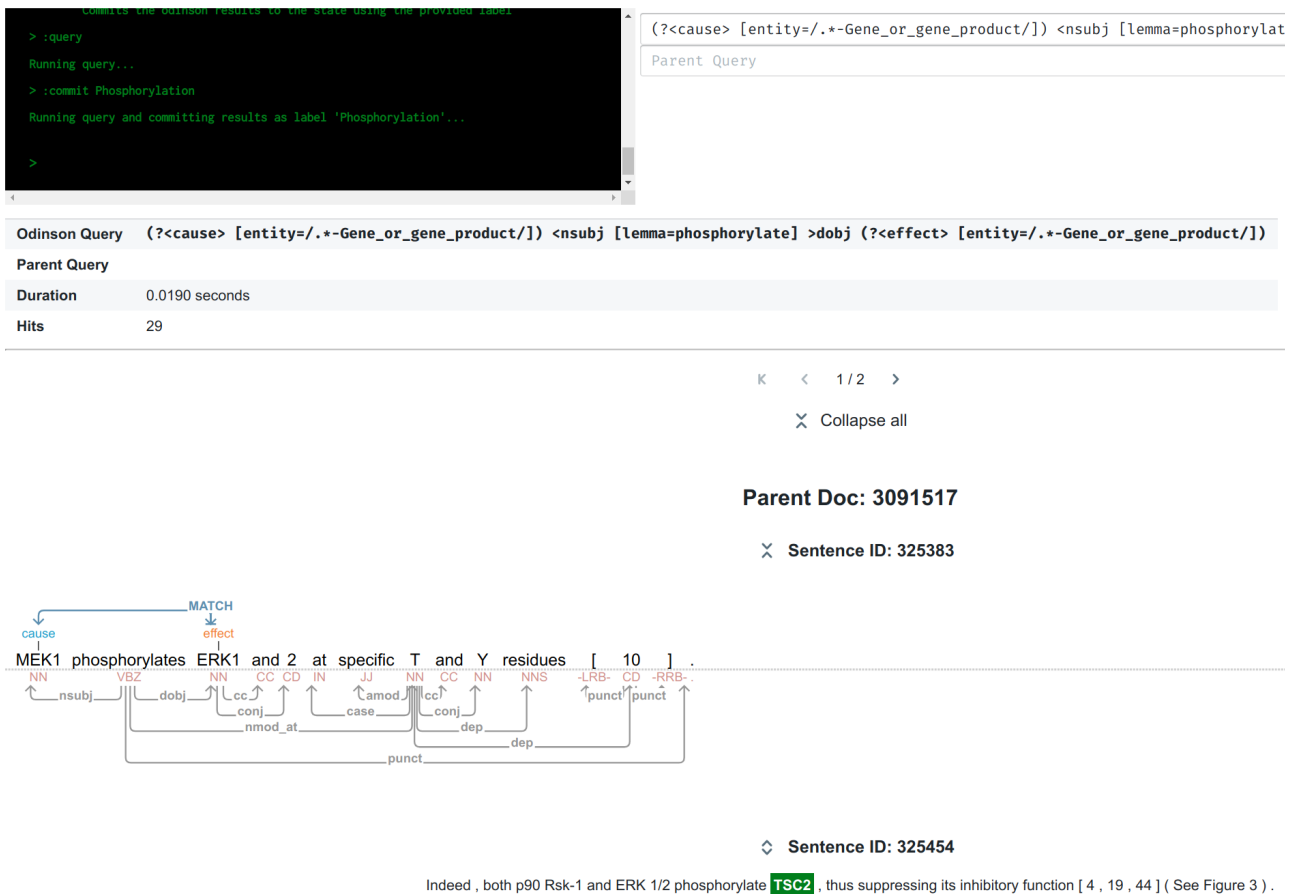 Commits the odinson results to the state using the provided label
> :query
Running query...
> :commit Phosphorylation
Running query and committing results as label 'Phosphorylation'...
>
(?<cause> [entity=/.*-Gene_or_gene_product/]) <nsubj [lemma=phosphorylat
Parent Query
Odinson Query (?<cause> [entity=/.*-Gene_or_gene_product/]) <nsubj [lemma=phosphorylate] >dobj (?<effect> [entity=/.*-Gene_or_gene_product/])
Parent Query
Duration 0.0190 seconds
Hits 29
1 / 2
Collapse all
Parent Doc: 3091517
Sentence ID: 325383
MATCH
cause effect
MEK1 phosphorylates ERK1 and 2 at specific T and Y residues [ 10 ] .
NN VBZ NN CC CD IN JJ NN CC NN NNS -LRB- CD -RRB- .
nsubj dobj cc amod cc punct punct
conj case conj
nmod_at dep
dep
punct
Sentence ID: 325454
Indeed , both p90 Rsk-1 and ERK 1/2 phosphorylate TSC2 , thus suppressing its inhibitory function [ 4 , 19 , 44 ] ( See Figure 3 ) .